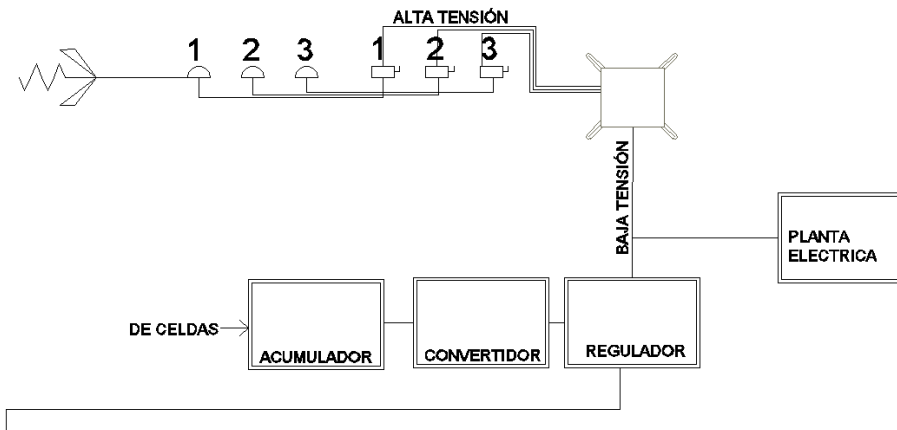 ALTA TENSIÓN
1 2 3 1 2 3
BAJA TENSIÓN
PLANTA
ELECTRICA
DE CELDAS
ACUMULADOR
CONVERTIDOR
REGULADOR